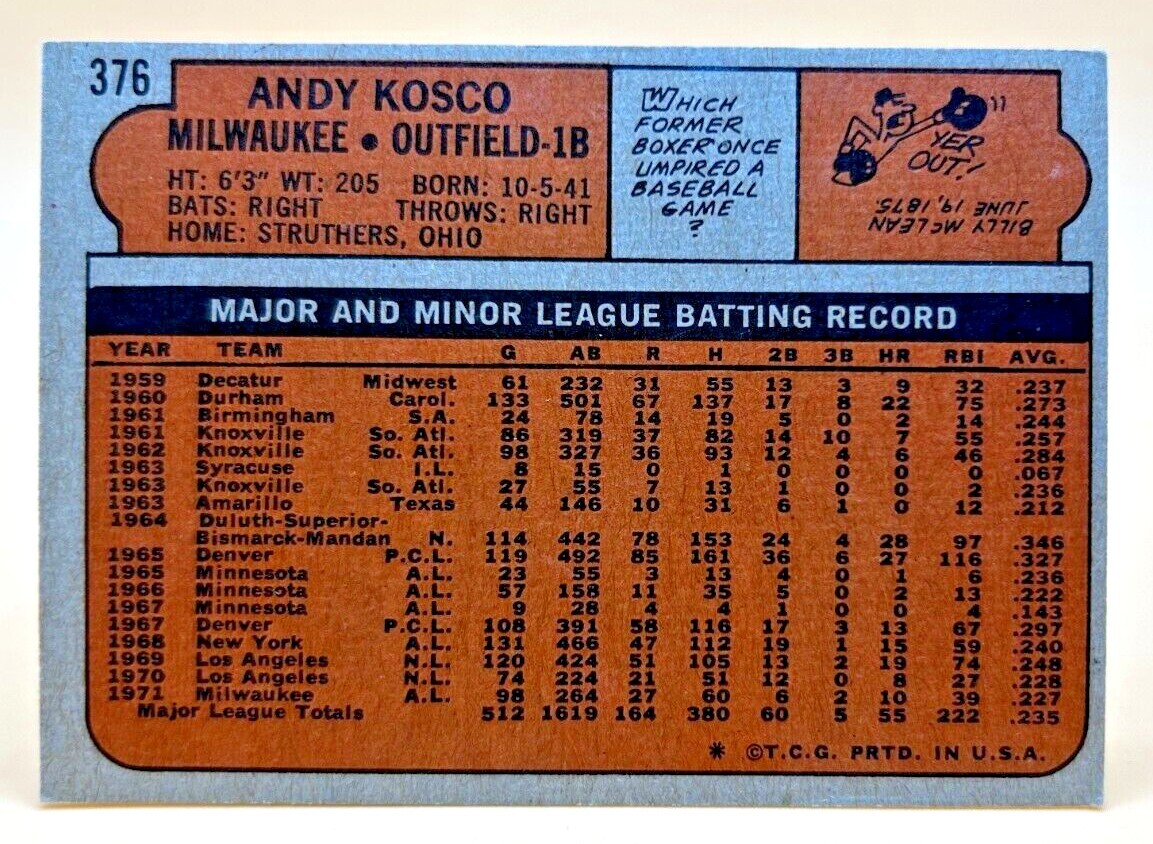 376
ANDY KOSCO
MILWAUKEE • OUTFIELD-1B
HT: 6'3" WT: 205 BORN: 10-5-41
BATS: RIGHT THROWS: RIGHT
HOME: STRUTHERS, OHIO
WHICH
FORMER
BOXER ONCE
UMPIRED A
BASEBALL
GAME
?
YER
OUT!
BILLY McLEAN
JUNE 19, 1875.
MAJOR AND MINOR LEAGUE BATTING RECORD
YEAR TEAM G AB R H 2B 3B HR RBI AVG.
1959 Decatur Midwest 61 232 31 55 13 3 9 32 .237
1960 Durham Carol. 133 501 67 137 17 8 22 75 .273
1961 Birmingham S.A. 24 78 14 19 5 0 2 14 .244
1961 Knoxville So. Atl. 86 319 37 82 14 10 7 55 .257
1962 Knoxville So. Atl. 98 327 36 93 12 4 6 46 .284
1963 Syracuse I.L. 8 15 0 1 0 0 0 0 .067
1963 Knoxville So. Atl. 27 55 7 13 1 0 0 2 .236
1963 Amarillo Texas 44 146 10 31 6 1 0 12 .212
1964 Duluth-Superior-
Bismarck-Mandan N. 114 442 78 153 24 4 28 97 .346
1965 Denver P.C.L. 119 492 85 161 36 6 27 116 .327
1965 Minnesota A.L. 23 55 3 13 4 0 1 6 .236
1966 Minnesota A.L. 57 158 11 35 5 0 2 13 .222
1967 Minnesota A.L. 9 28 4 4 1 0 0 4 .143
1967 Denver P.C.L. 108 391 58 116 17 3 13 67 .297
1968 New York A.L. 131 466 47 112 19 1 15 59 .240
1969 Los Angeles N.L. 120 424 51 105 13 2 19 74 .248
1970 Los Angeles N.L. 74 224 21 51 12 0 8 27 .228
1971 Milwaukee A.L. 98 264 27 60 6 2 10 39 .227
Major League Totals 512 1619 164 380 60 5 55 222 .235
* ©T.C.G. PRTD. IN U.S.A.